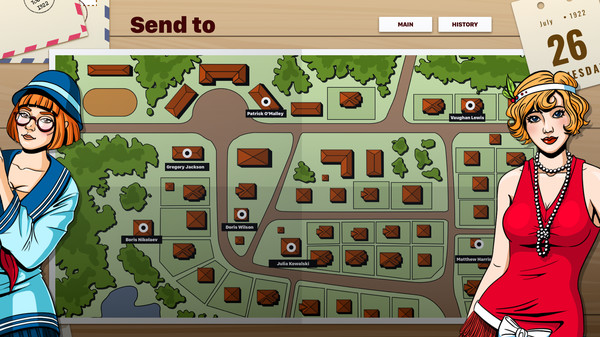 1922
Send to
MAIN
HISTORY
July • 1922
26
Patrick O'Malley
Vaughan Lewis
Gregory Jackson
Doris Wilson
Boris Nikolaev
Julia Kowalski
Matthew Harris